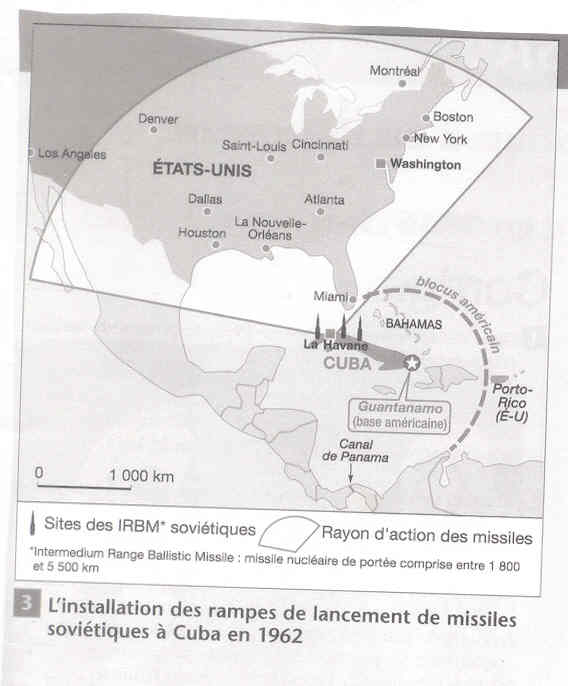 Montréal
Denver
Boston
New York
Saint-Louis
Cincinnati
Los Angeles
Washington
ÉTATS-UNIS
Dallas
Atlanta
Houston
La Nouvelle-
Orléans
Miami
blocus américain
BAHAMAS
La Havane
CUBA
Porto-
Rico
(É-U)
Guantanamo
(base américaine)
Canal
de Panama
0
1 000 km
Sites des IRBM* soviétiques
Rayon d'action des missiles
*Intermedium Range Ballistic Missile : missile nucléaire de portée comprise entre 1 800
et 5 500 km
3 L'installation des rampes de lancement de missiles
soviétiques à Cuba en 1962